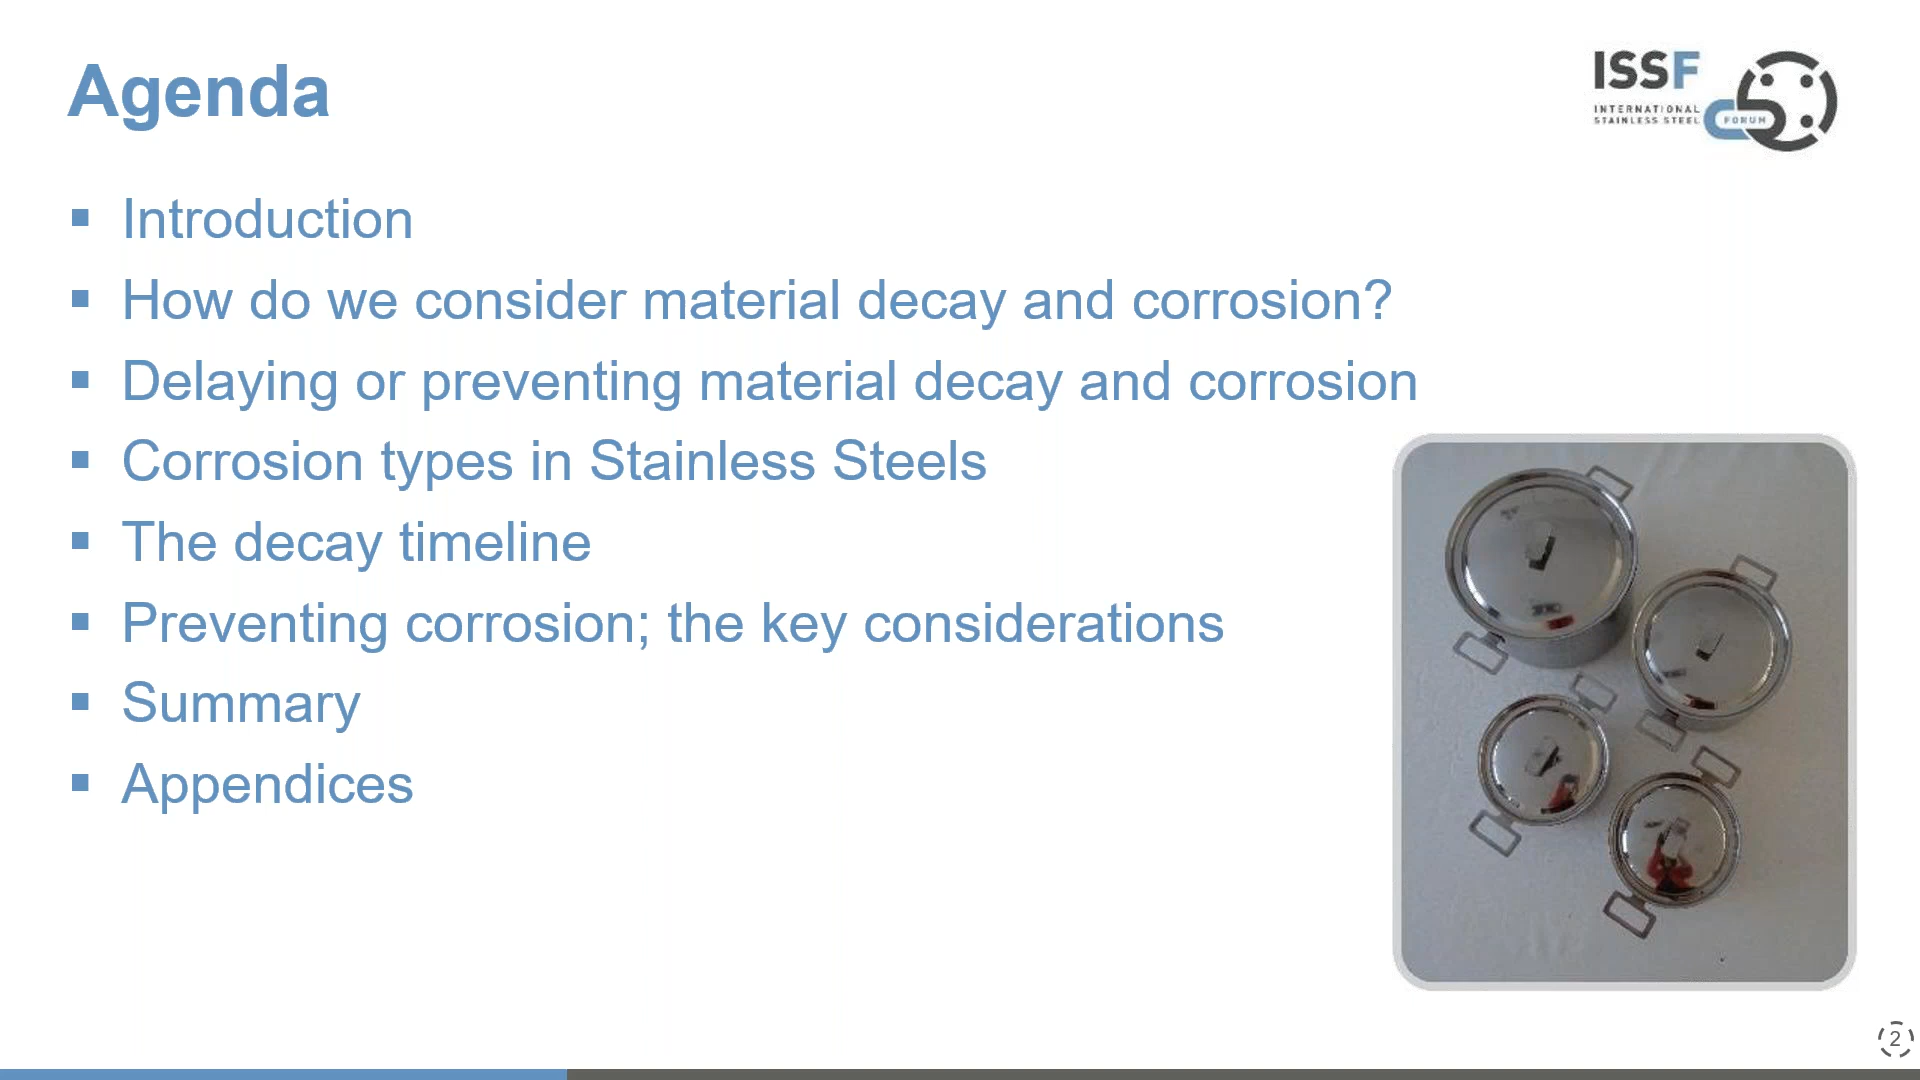 Agenda
ISSF
INTERNATIONAL
STAINLESS STEEL
FORUM
▪ Introduction
▪ How do we consider material decay and corrosion?
▪ Delaying or preventing material decay and corrosion
▪ Corrosion types in Stainless Steels
▪ The decay timeline
▪ Preventing corrosion; the key considerations
▪ Summary
▪ Appendices
2